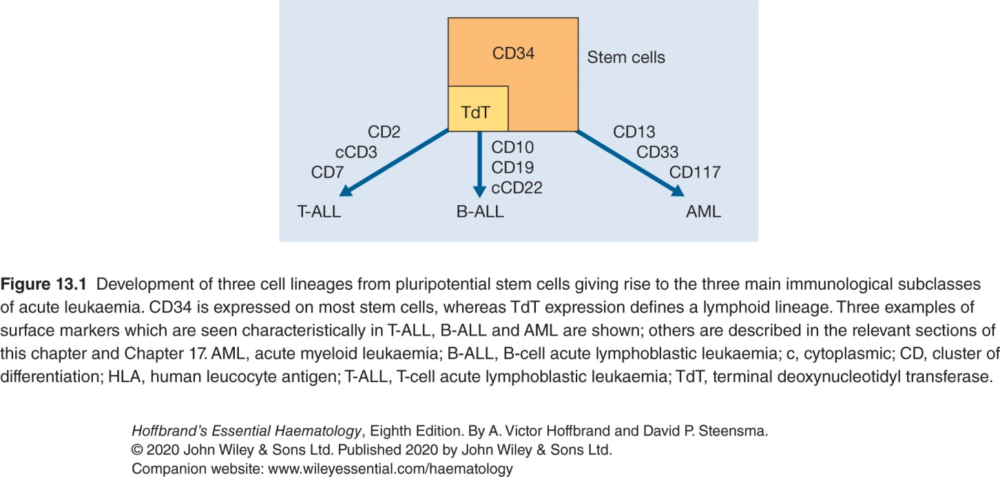 CD34
Stem cells
TdT
CD2
cCD3
CD7
CD10
CD19
cCD22
CD13
CD33
CD117
T-ALL
B-ALL
AML
Figure 13.1 Development of three cell lineages from pluripotential stem cells giving rise to the three main immunological subclasses
of acute leukaemia. CD34 is expressed on most stem cells, whereas TdT expression defines a lymphoid lineage. Three examples of
surface markers which are seen characteristically in T-ALL, B-ALL and AML are shown; others are described in the relevant sections of
this chapter and Chapter 17. AML, acute myeloid leukaemia; B-ALL, B-cell acute lymphoblastic leukaemia; c, cytoplasmic; CD, cluster of
differentiation; HLA, human leucocyte antigen; T-ALL, T-cell acute lymphoblastic leukaemia; TdT, terminal deoxynucleotidyl transferase.
Hoffbrand's Essential Haematology, Eighth Edition. By A. Victor Hoffbrand and David P. Steensma.
© 2020 John Wiley & Sons Ltd. Published 2020 by John Wiley & Sons Ltd.
Companion website: www.wileyessential.com/haematology